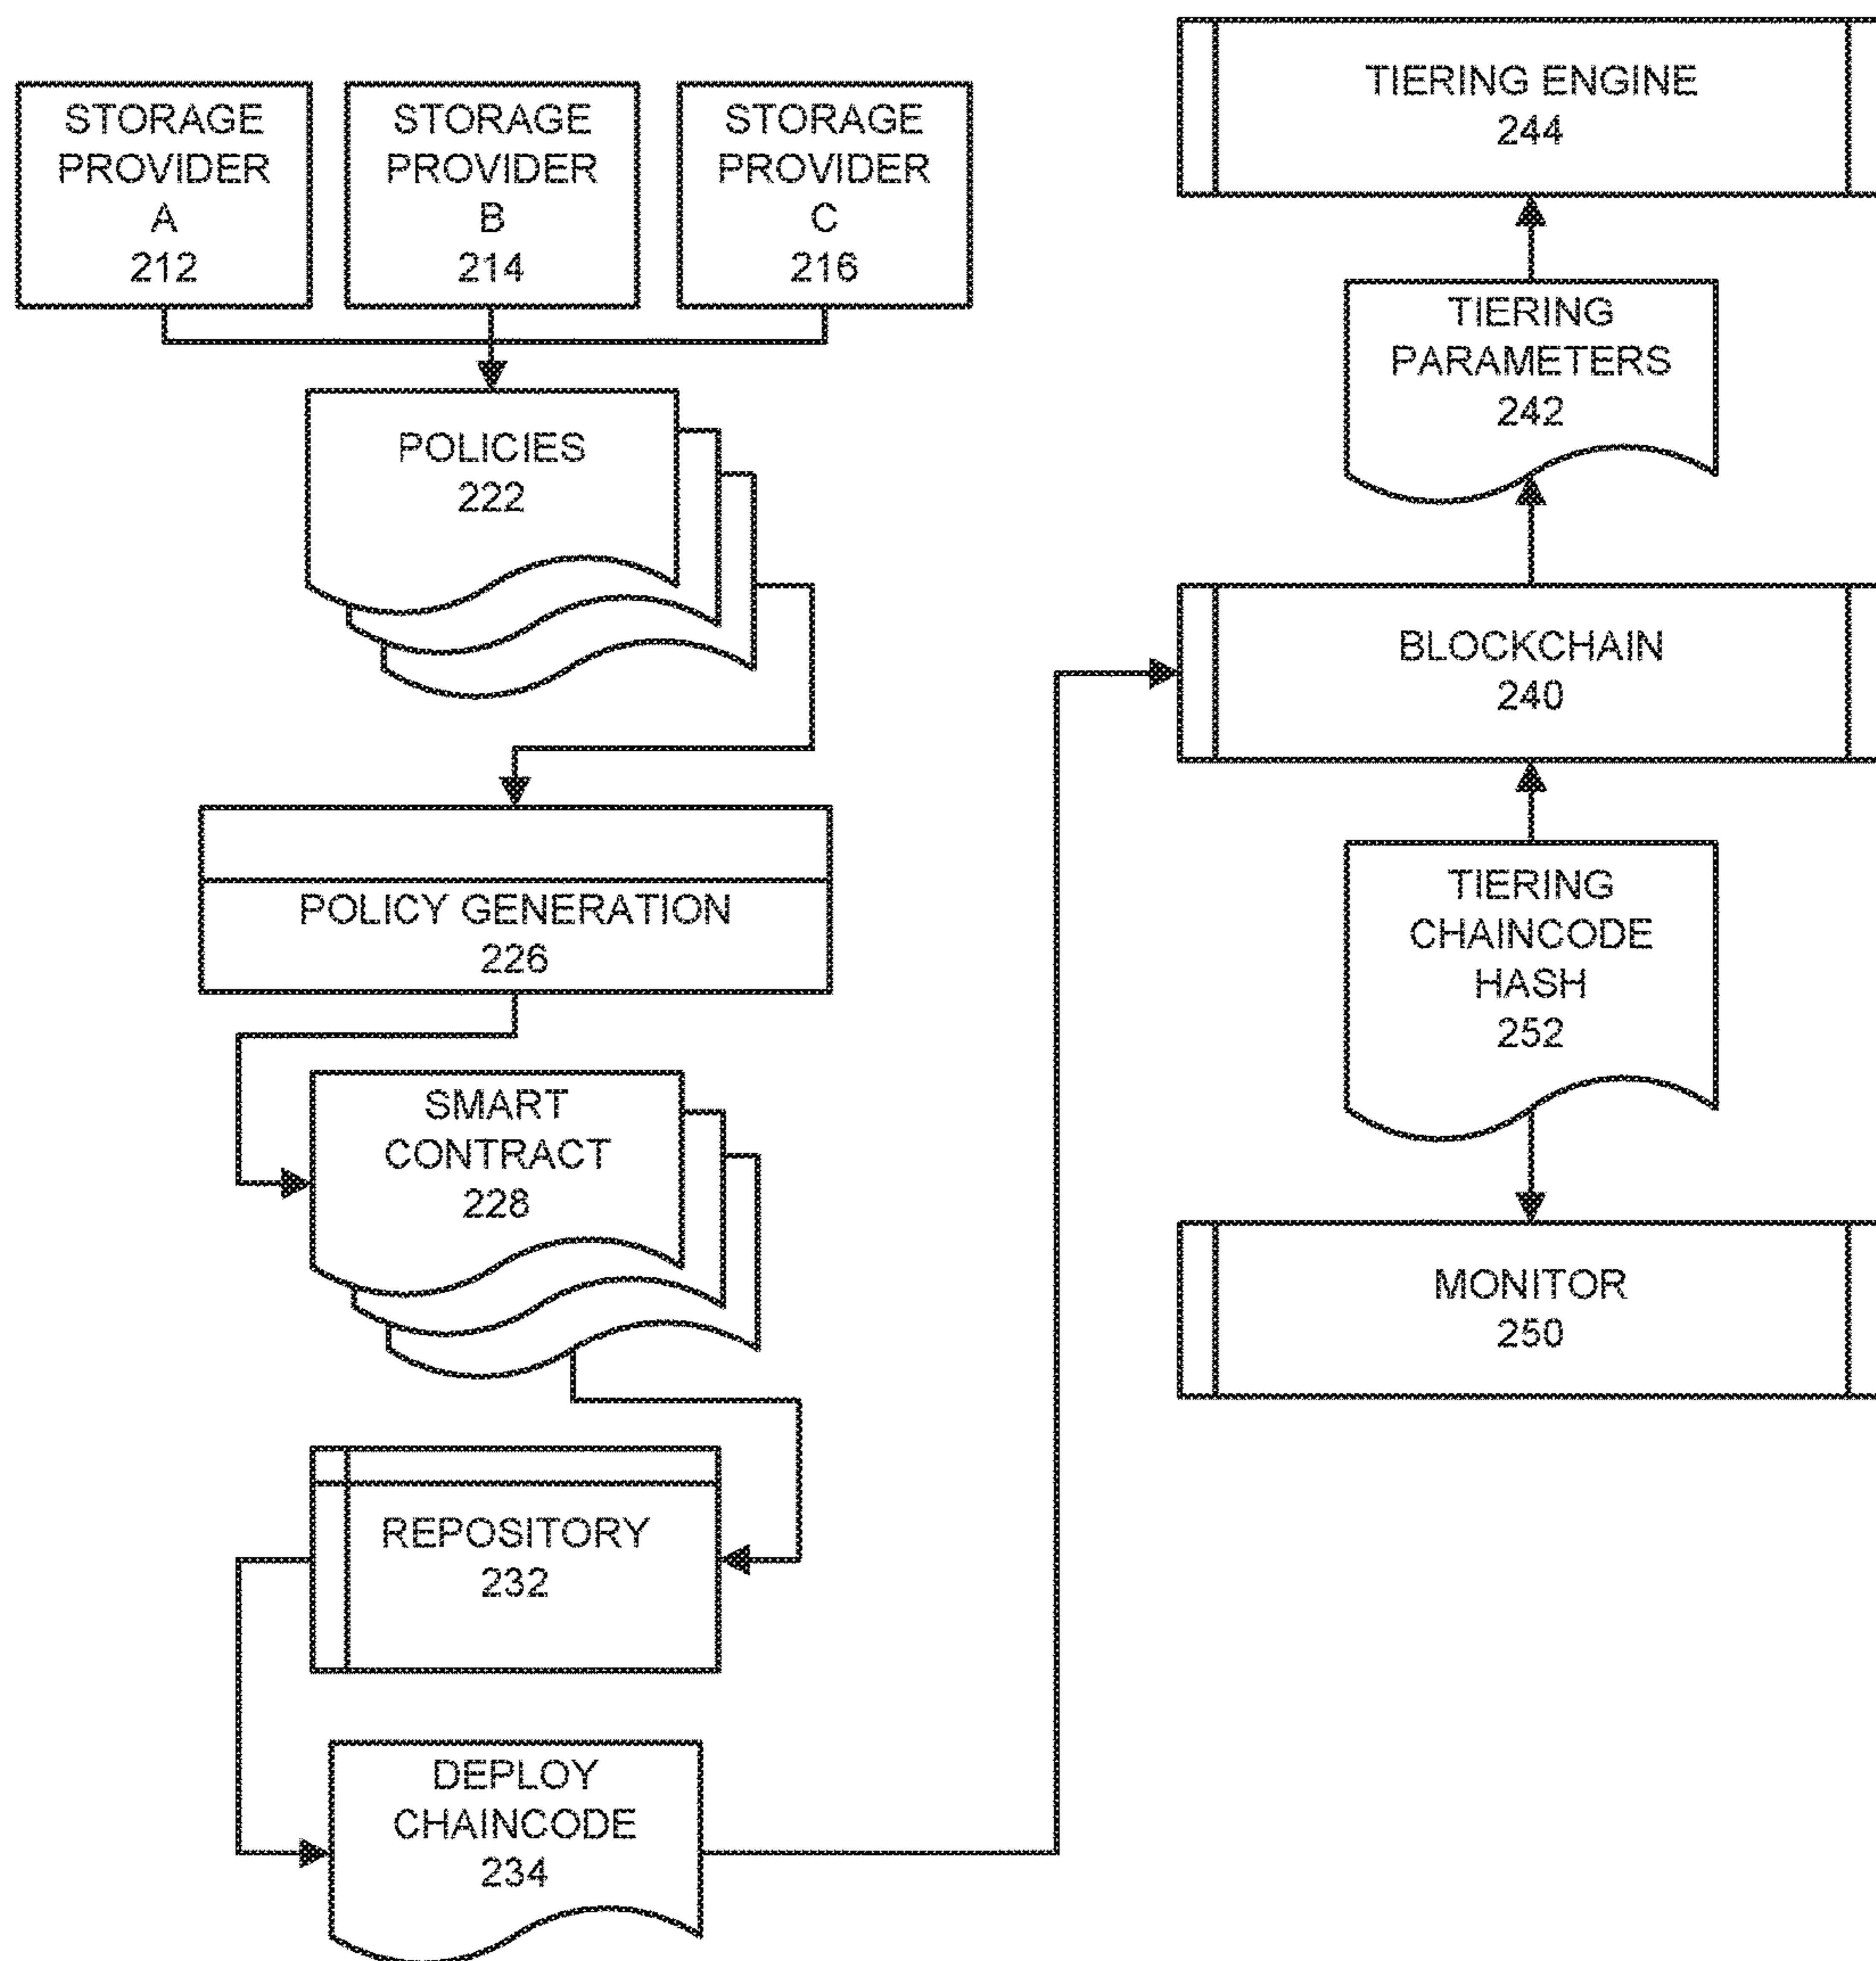 STORAGE
PROVIDER
A
212
STORAGE
PROVIDER
B
214
STORAGE
PROVIDER
C
216
POLICIES
222
POLICY GENERATION
226
SMART
CONTRACT
228
REPOSITORY
232
DEPLOY
CHAINCODE
234
TIERING ENGINE
244
TIERING
PARAMETERS
242
BLOCKCHAIN
240
TIERING
CHAINCODE
HASH
252
MONITOR
250